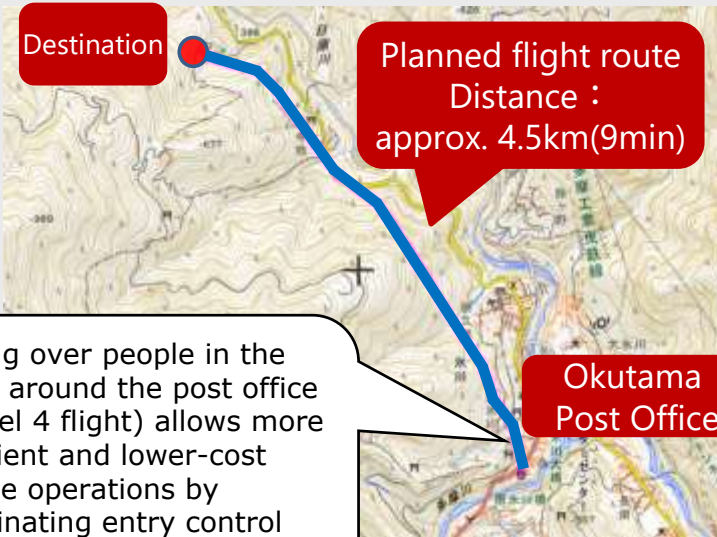 Destination
Planned flight route
Distance：
approx. 4.5km(9min)
g over people in the
around the post office
el 4 flight) allows more
ient and lower-cost
e operations by
inating entry control
Okutama
Post Office